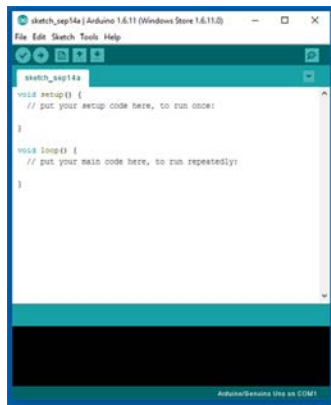 sketch_sep14a | Arduino 1.6.11 (Windows Store 1.6.11.0)
File Edit Sketch Tools Help
sketch_sep14a
void setup() {
// put your setup code here, to run once:
}
void loop() {
// put your main code here, to run repeatedly:
}
Arduino/Genuino Uno on COM1